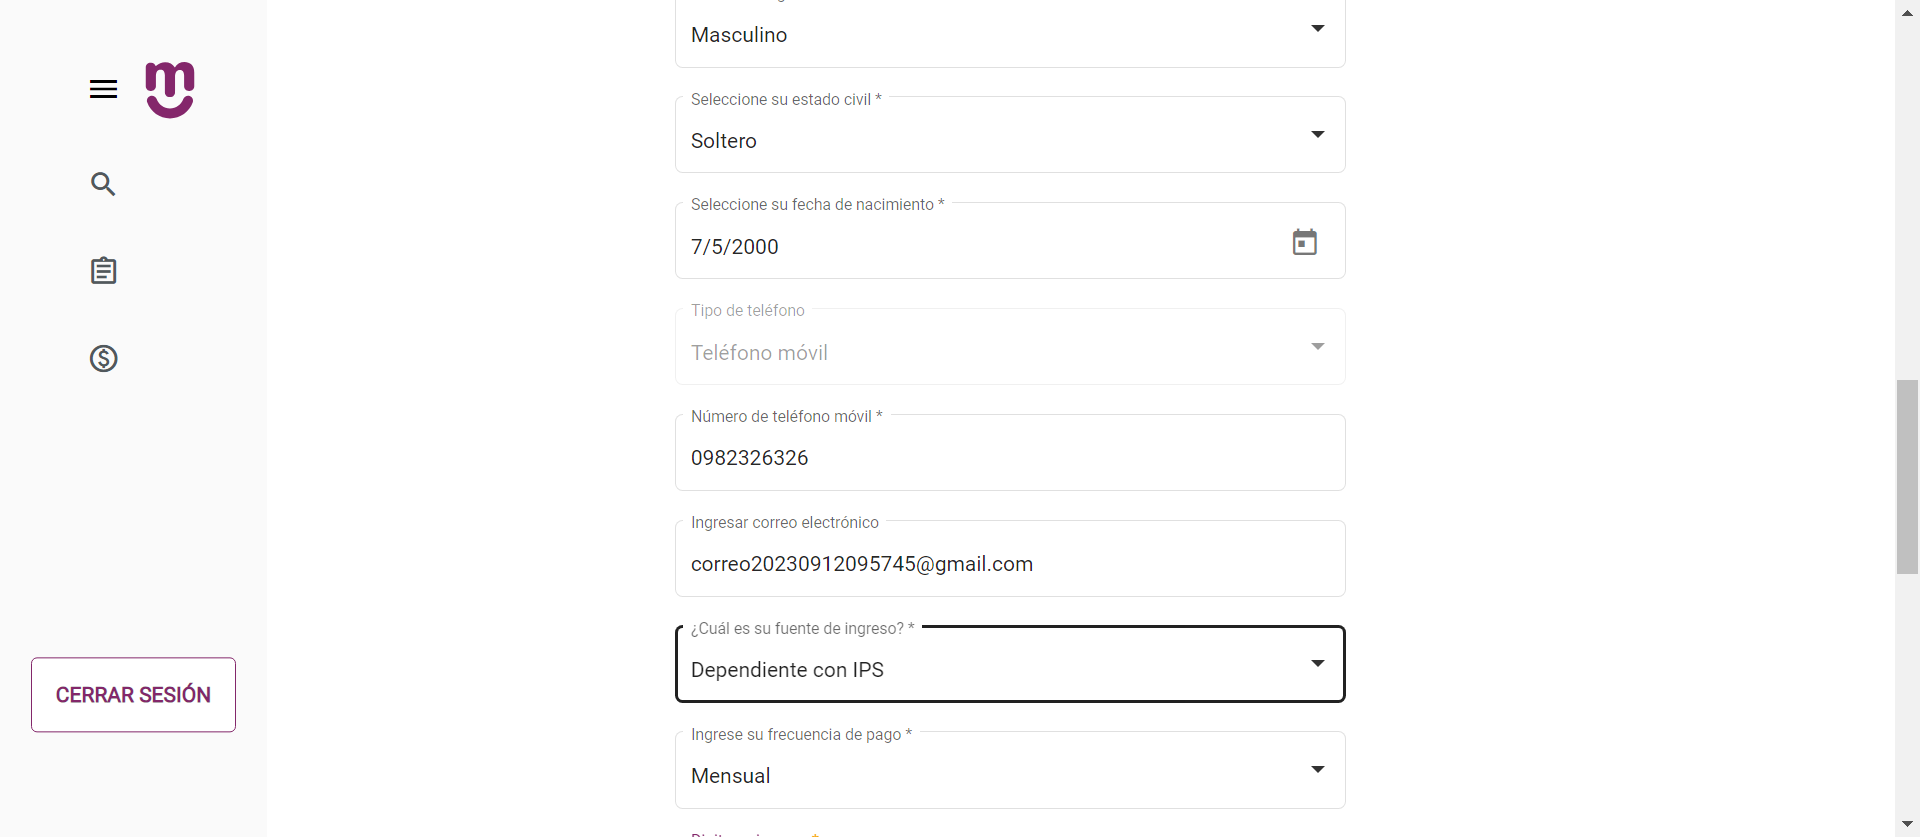 Masculino
Seleccione su estado civil *
Soltero
Seleccione su fecha de nacimiento *
7/5/2000
Tipo de teléfono
Teléfono móvil
Número de teléfono móvil *
0982326326
Ingresar correo electrónico
correo20230912095745@gmail.com
¿Cuál es su fuente de ingreso? *
Dependiente con IPS
CERRAR SESIÓN
Ingrese su frecuencia de pago *
Mensual